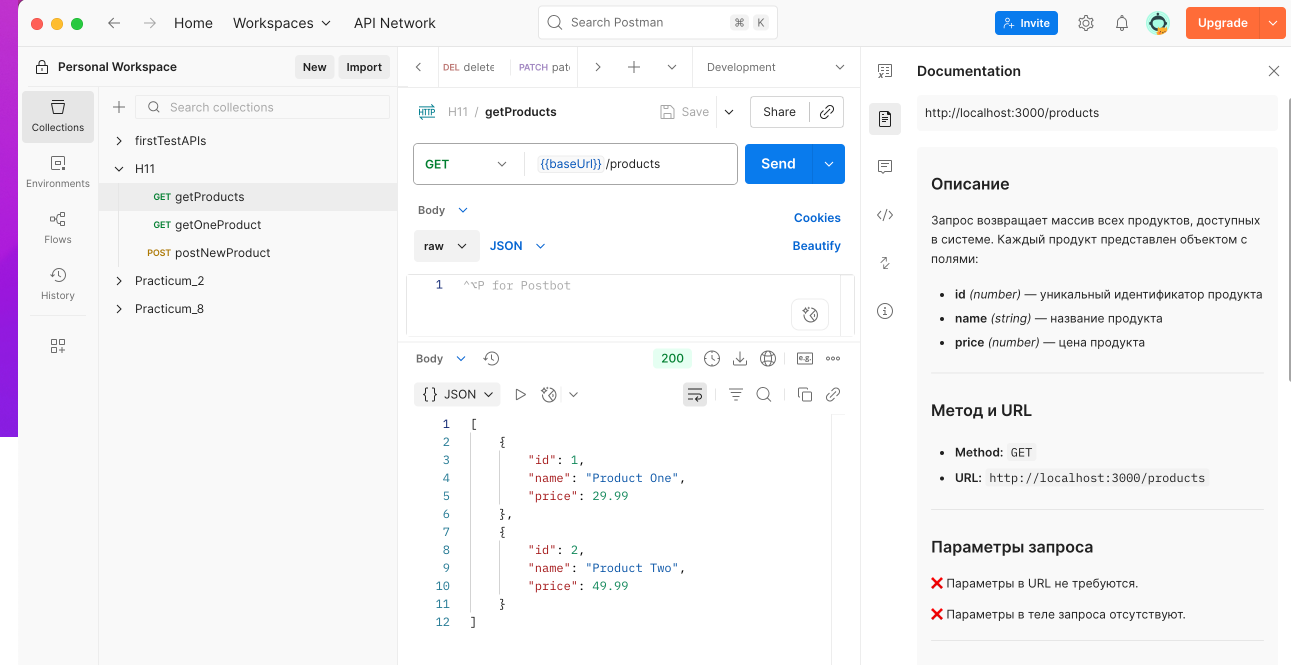 Home Workspaces API Network Search Postman ⌘ K Invite Upgrade
Personal Workspace New Import
Collections
Environments
Flows
History
Search collections
firstTestAPIs
H11
GET getProducts
GET getOneProduct
POST postNewProduct
Practicum_2
Practicum_8
DEL delete PATCH pat Development
HTTP H11 / getProducts Save Share
GET {{baseUrl}} /products Send
Body Cookies
raw JSON Beautify
1 ^⌥P for Postbot
Body 200 e.g.
{} JSON
1 [
2 {
3 "id": 1,
4 "name": "Product One",
5 "price": 29.99
6 },
7 {
8 "id": 2,
9 "name": "Product Two",
10 "price": 49.99
11 }
12 ]
Documentation
http://localhost:3000/products
Описание
Запрос возвращает массив всех продуктов, доступных
в системе. Каждый продукт представлен объектом с
полями:
• id (number) — уникальный идентификатор продукта
• name (string) — название продукта
• price (number) — цена продукта
Метод и URL
• Method: GET
• URL: http://localhost:3000/products
Параметры запроса
❌ Параметры в URL не требуются.
❌ Параметры в теле запроса отсутствуют.